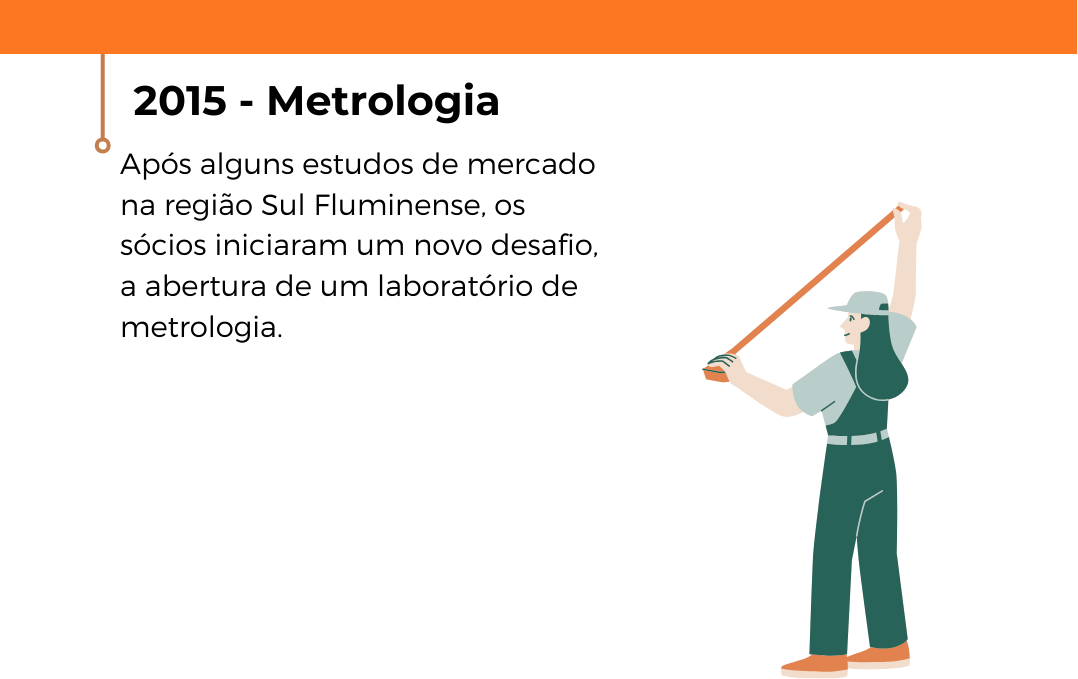 2015 - Metrologia
Após alguns estudos de mercado
na região Sul Fluminense, os
sócios iniciaram um novo desafio,
a abertura de um laboratório de
metrologia.